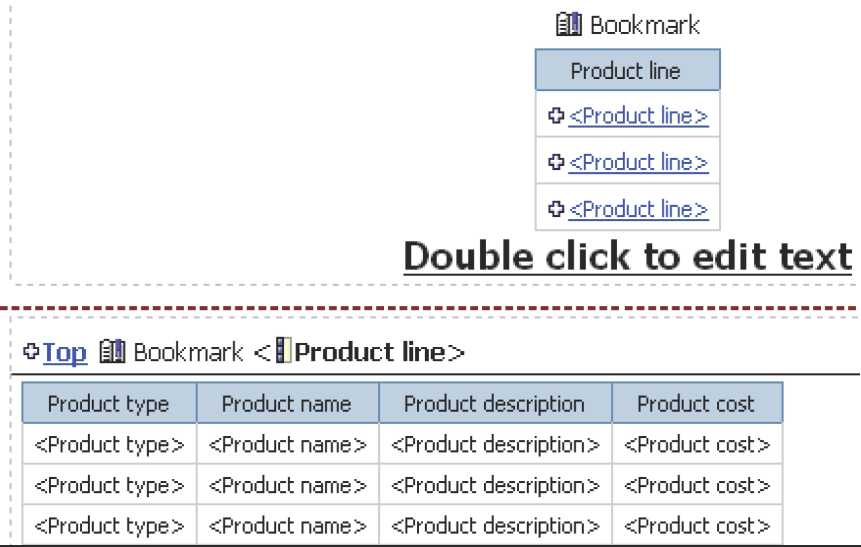 Bookmark
Product line
<Product line>
<Product line>
<Product line>
Double click to edit text
Top Bookmark <Product line>
Product type Product name Product description Product cost
<Product type> <Product name> <Product description> <Product cost>
<Product type> <Product name> <Product description> <Product cost>
<Product type> <Product name> <Product description> <Product cost>